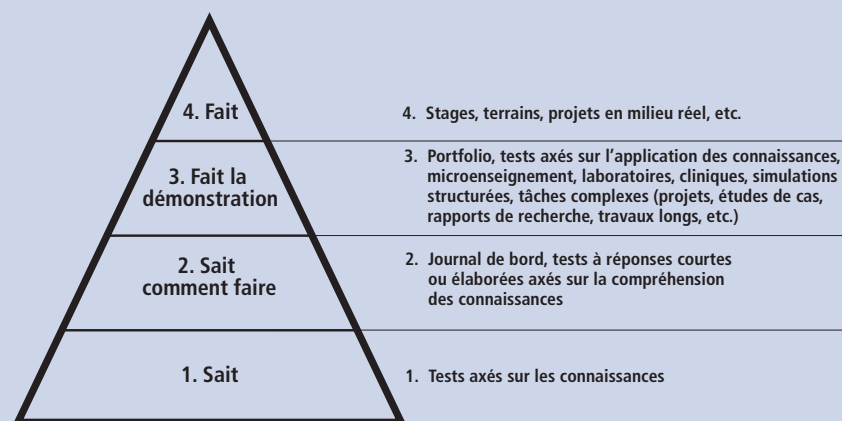 4. Fait
4. Stages, terrains, projets en milieu réel, etc.
3. Fait la
démonstration
3. Portfolio, tests axés sur l'application des connaissances,
microenseignement, laboratoires, cliniques, simulations
structurées, tâches complexes (projets, études de cas,
rapports de recherche, travaux longs, etc.)
2. Sait
comment faire
2. Journal de bord, tests à réponses courtes
ou élaborées axés sur la compréhension
des connaissances
1. Sait
1. Tests axés sur les connaissances